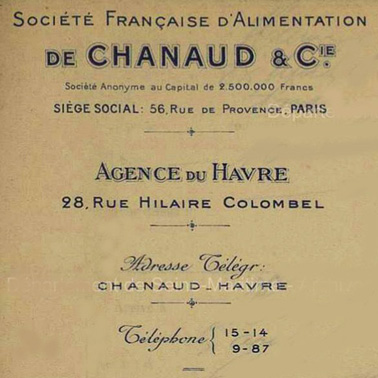 SOCIÉTÉ FRANÇAISE D'ALIMENTATION
DE CHANAUD & CIE.
Société Anonyme au Capital de 2.500.000 Francs
SIÈGE SOCIAL: 56, RUE DE PROVENCE, PARIS
AGENCE DU HAVRE
28, RUE HILAIRE COLOMBEL
Adresse Télégr:
CHANAUD-HAVRE
Téléphone { 15-14
9-87